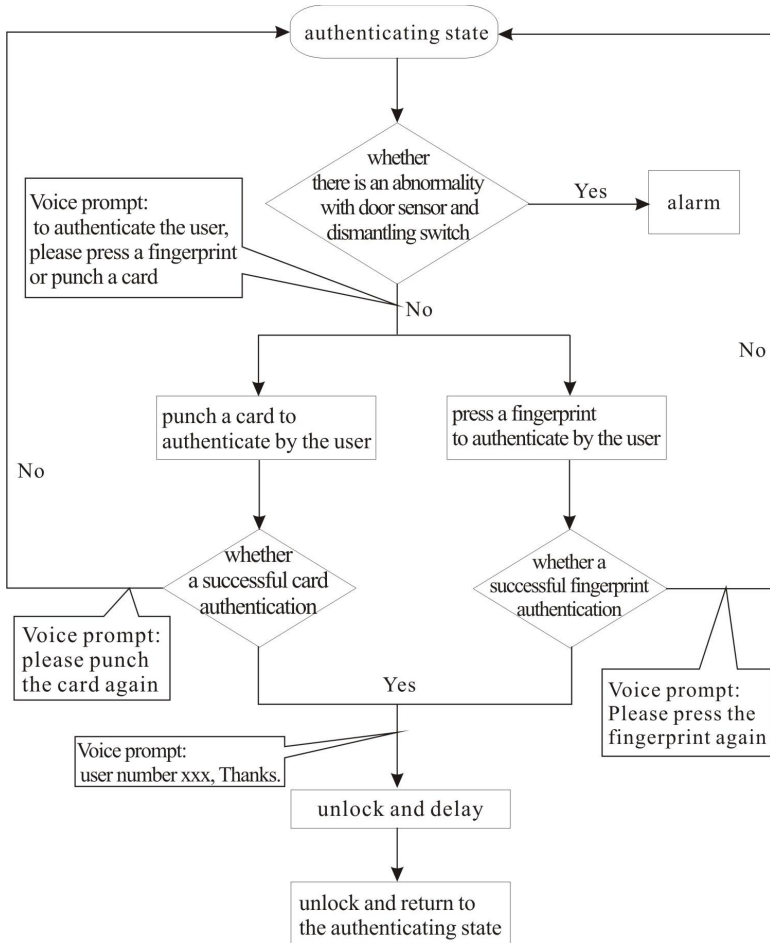 authenticating state
whether
there is an abnormality
with door sensor and
dismantling switch
Yes
alarm
Voice prompt:
to authenticate the user,
please press a fingerprint
or punch a card
No
No
punch a card to
authenticate by the user
press a fingerprint
to authenticate by the user
No
whether
a successful card
authentication
whether a
successful fingerprint
authentication
Voice prompt:
please punch
the card again
Yes
Voice prompt:
Please press the
fingerprint again
Voice prompt:
user number xxx, Thanks.
unlock and delay
unlock and return to
the authenticating state